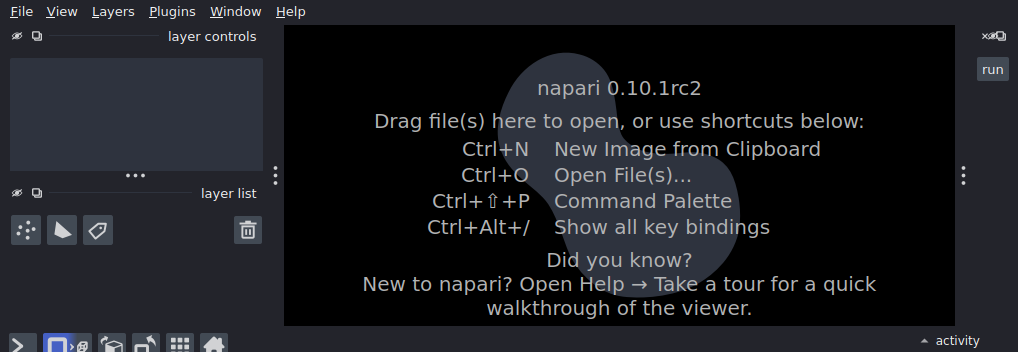 File View Layers Plugins Window Help
layer controls
run
napari 0.10.1rc2
Drag file(s) here to open, or use shortcuts below:
Ctrl+N New Image from Clipboard
Ctrl+O Open File(s)...
Ctrl+⇧+P Command Palette
Ctrl+Alt+/ Show all key bindings
Did you know?
New to napari? Open Help → Take a tour for a quick
walkthrough of the viewer.
layer list
activity